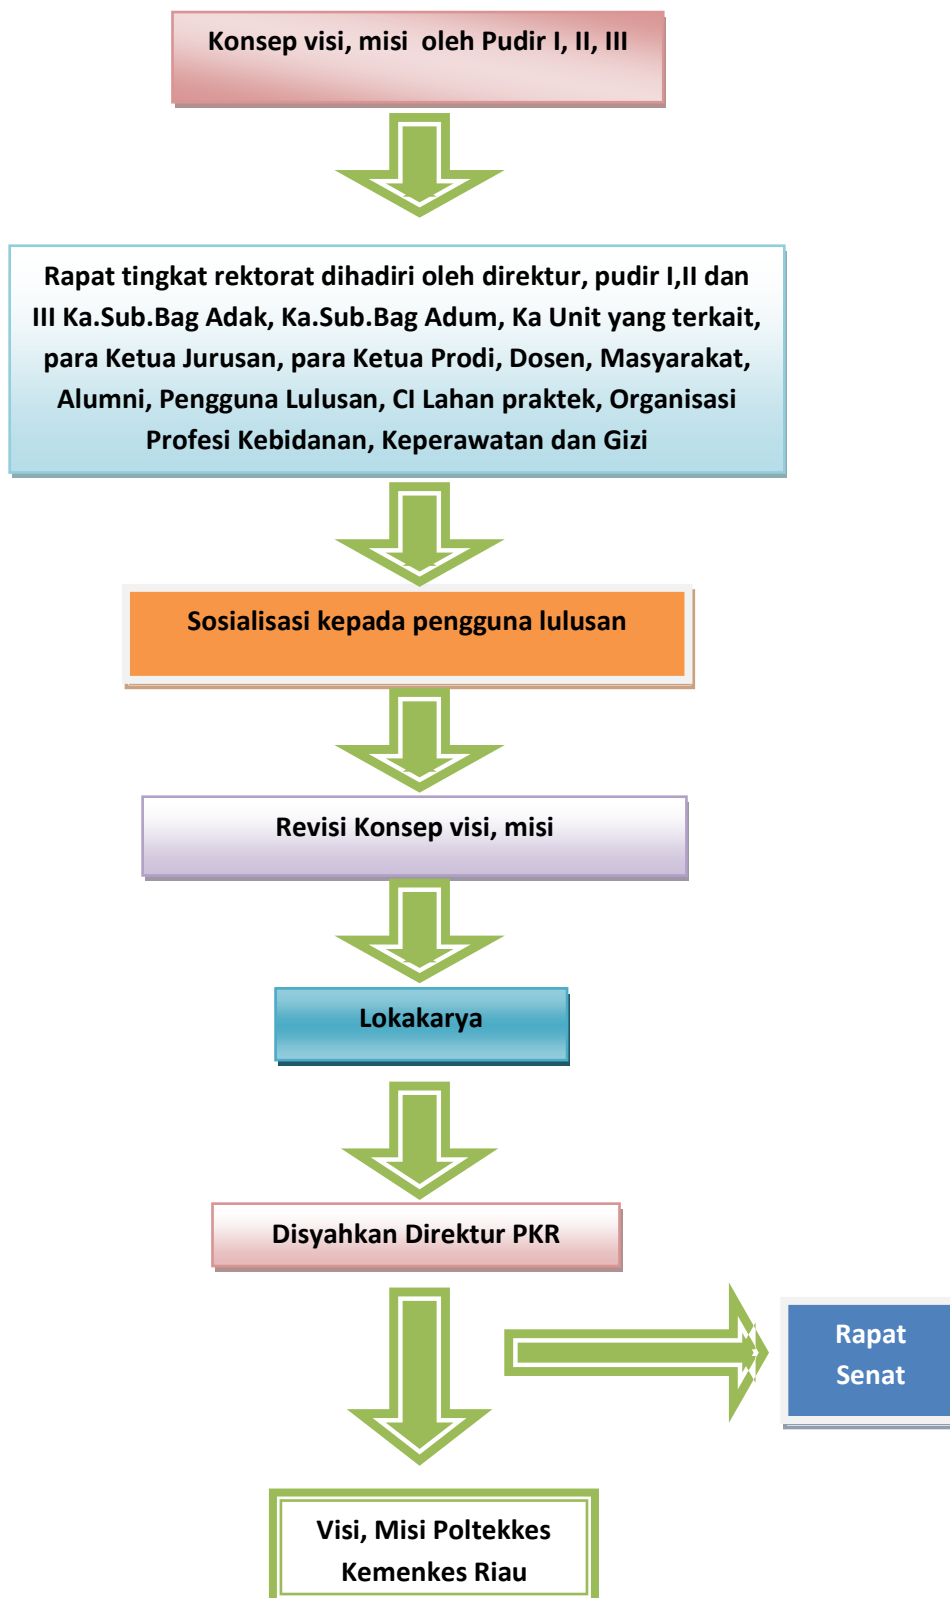 Konsep visi, misi  oleh Pudir I, II, III
Rapat tingkat rektorat dihadiri oleh direktur, pudir I,II dan
III Ka.Sub.Bag Adak, Ka.Sub.Bag Adum, Ka Unit yang terkait,
para Ketua Jurusan, para Ketua Prodi, Dosen, Masyarakat,
Alumni, Pengguna Lulusan, CI Lahan praktek, Organisasi
Profesi Kebidanan, Keperawatan dan Gizi
Sosialisasi kepada pengguna lulusan
Revisi Konsep visi, misi
Lokakarya
Disyahkan Direktur PKR
Rapat
Senat
Visi, Misi Poltekkes
Kemenkes Riau